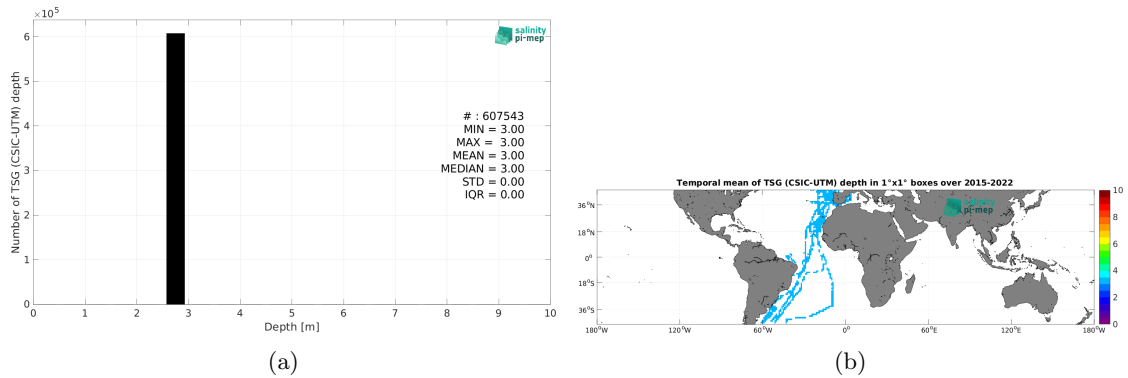 ×10⁵
6
5
4
3
2
1
0
Number of TSG (CSIC-UTM) depth
salinity
pi-mep
# : 607543
MIN = 3.00
MAX = 3.00
MEAN = 3.00
MEDIAN = 3.00
STD = 0.00
IQR = 0.00
0 1 2 3 4 5 6 7 8 9 10
Depth [m]
(a)
Temporal mean of TSG (CSIC-UTM) depth in 1°x1° boxes over 2015-2022
salinity
pi-mep
36°N
18°N
0°
18°S
36°S
180°W 120°W 60°W 0° 60°E 120°E 180°W
10
8
6
4
2
0
(b)